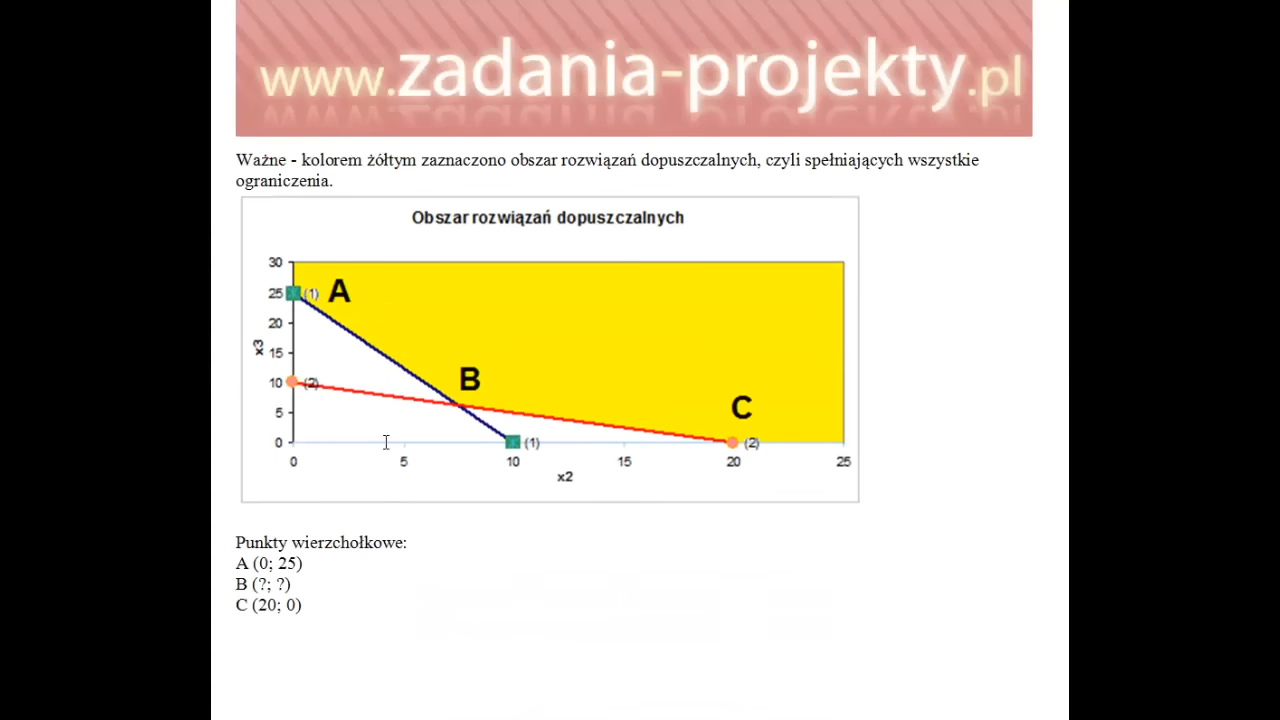 www.zadania-projekty.pl
Ważne - kolorem żółtym zaznaczono obszar rozwiązań dopuszczalnych, czyli spełniających wszystkie
ograniczenia.
Obszar rozwiązań dopuszczalnych
30
25 (1) A
20
x3
15
10 (2) B
5 C
0 (1) (2)
0 5 10 15 20 25
x2
Punkty wierzchołkowe:
A (0; 25)
B (?; ?)
C (20; 0)